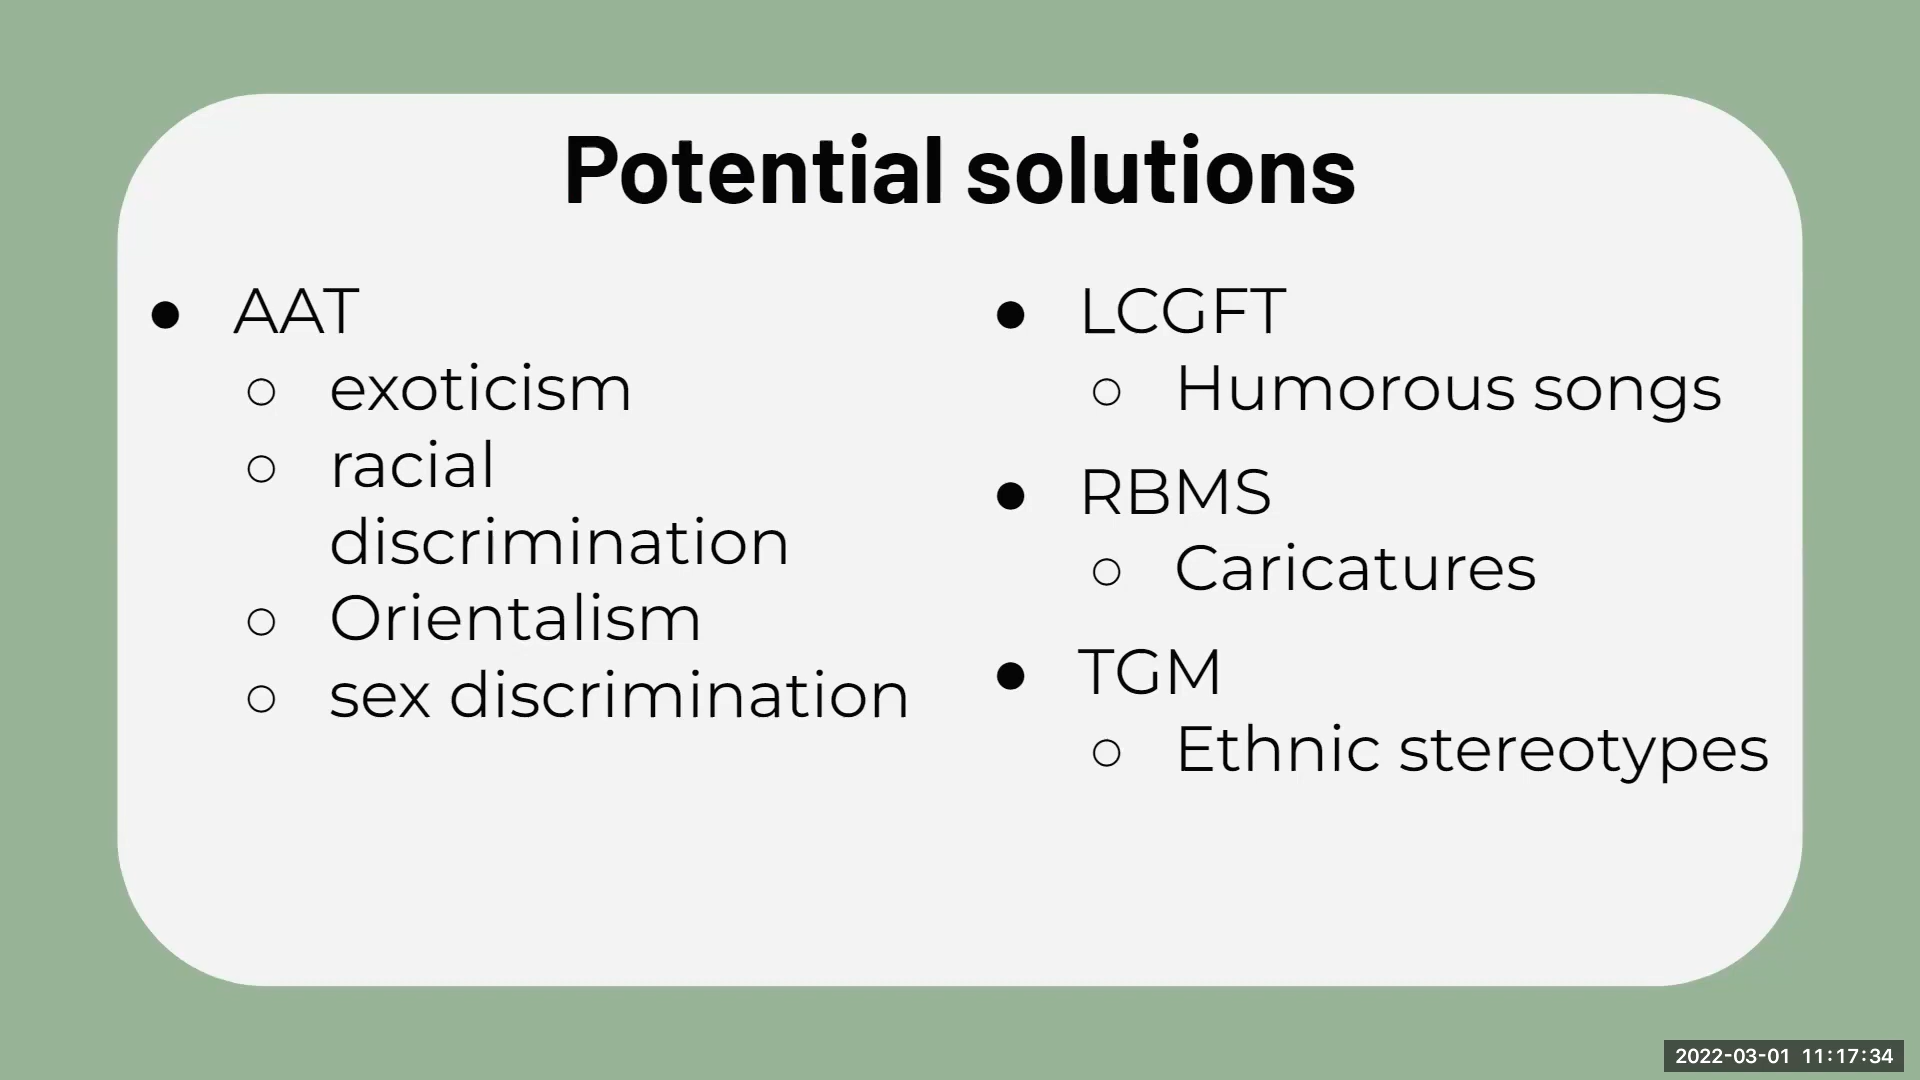 Potential solutions
● AAT
○ exoticism
○ racial
discrimination
○ Orientalism
○ sex discrimination
● LCGFT
○ Humorous songs
● RBMS
○ Caricatures
● TGM
○ Ethnic stereotypes
2022-03-01 11:17:34